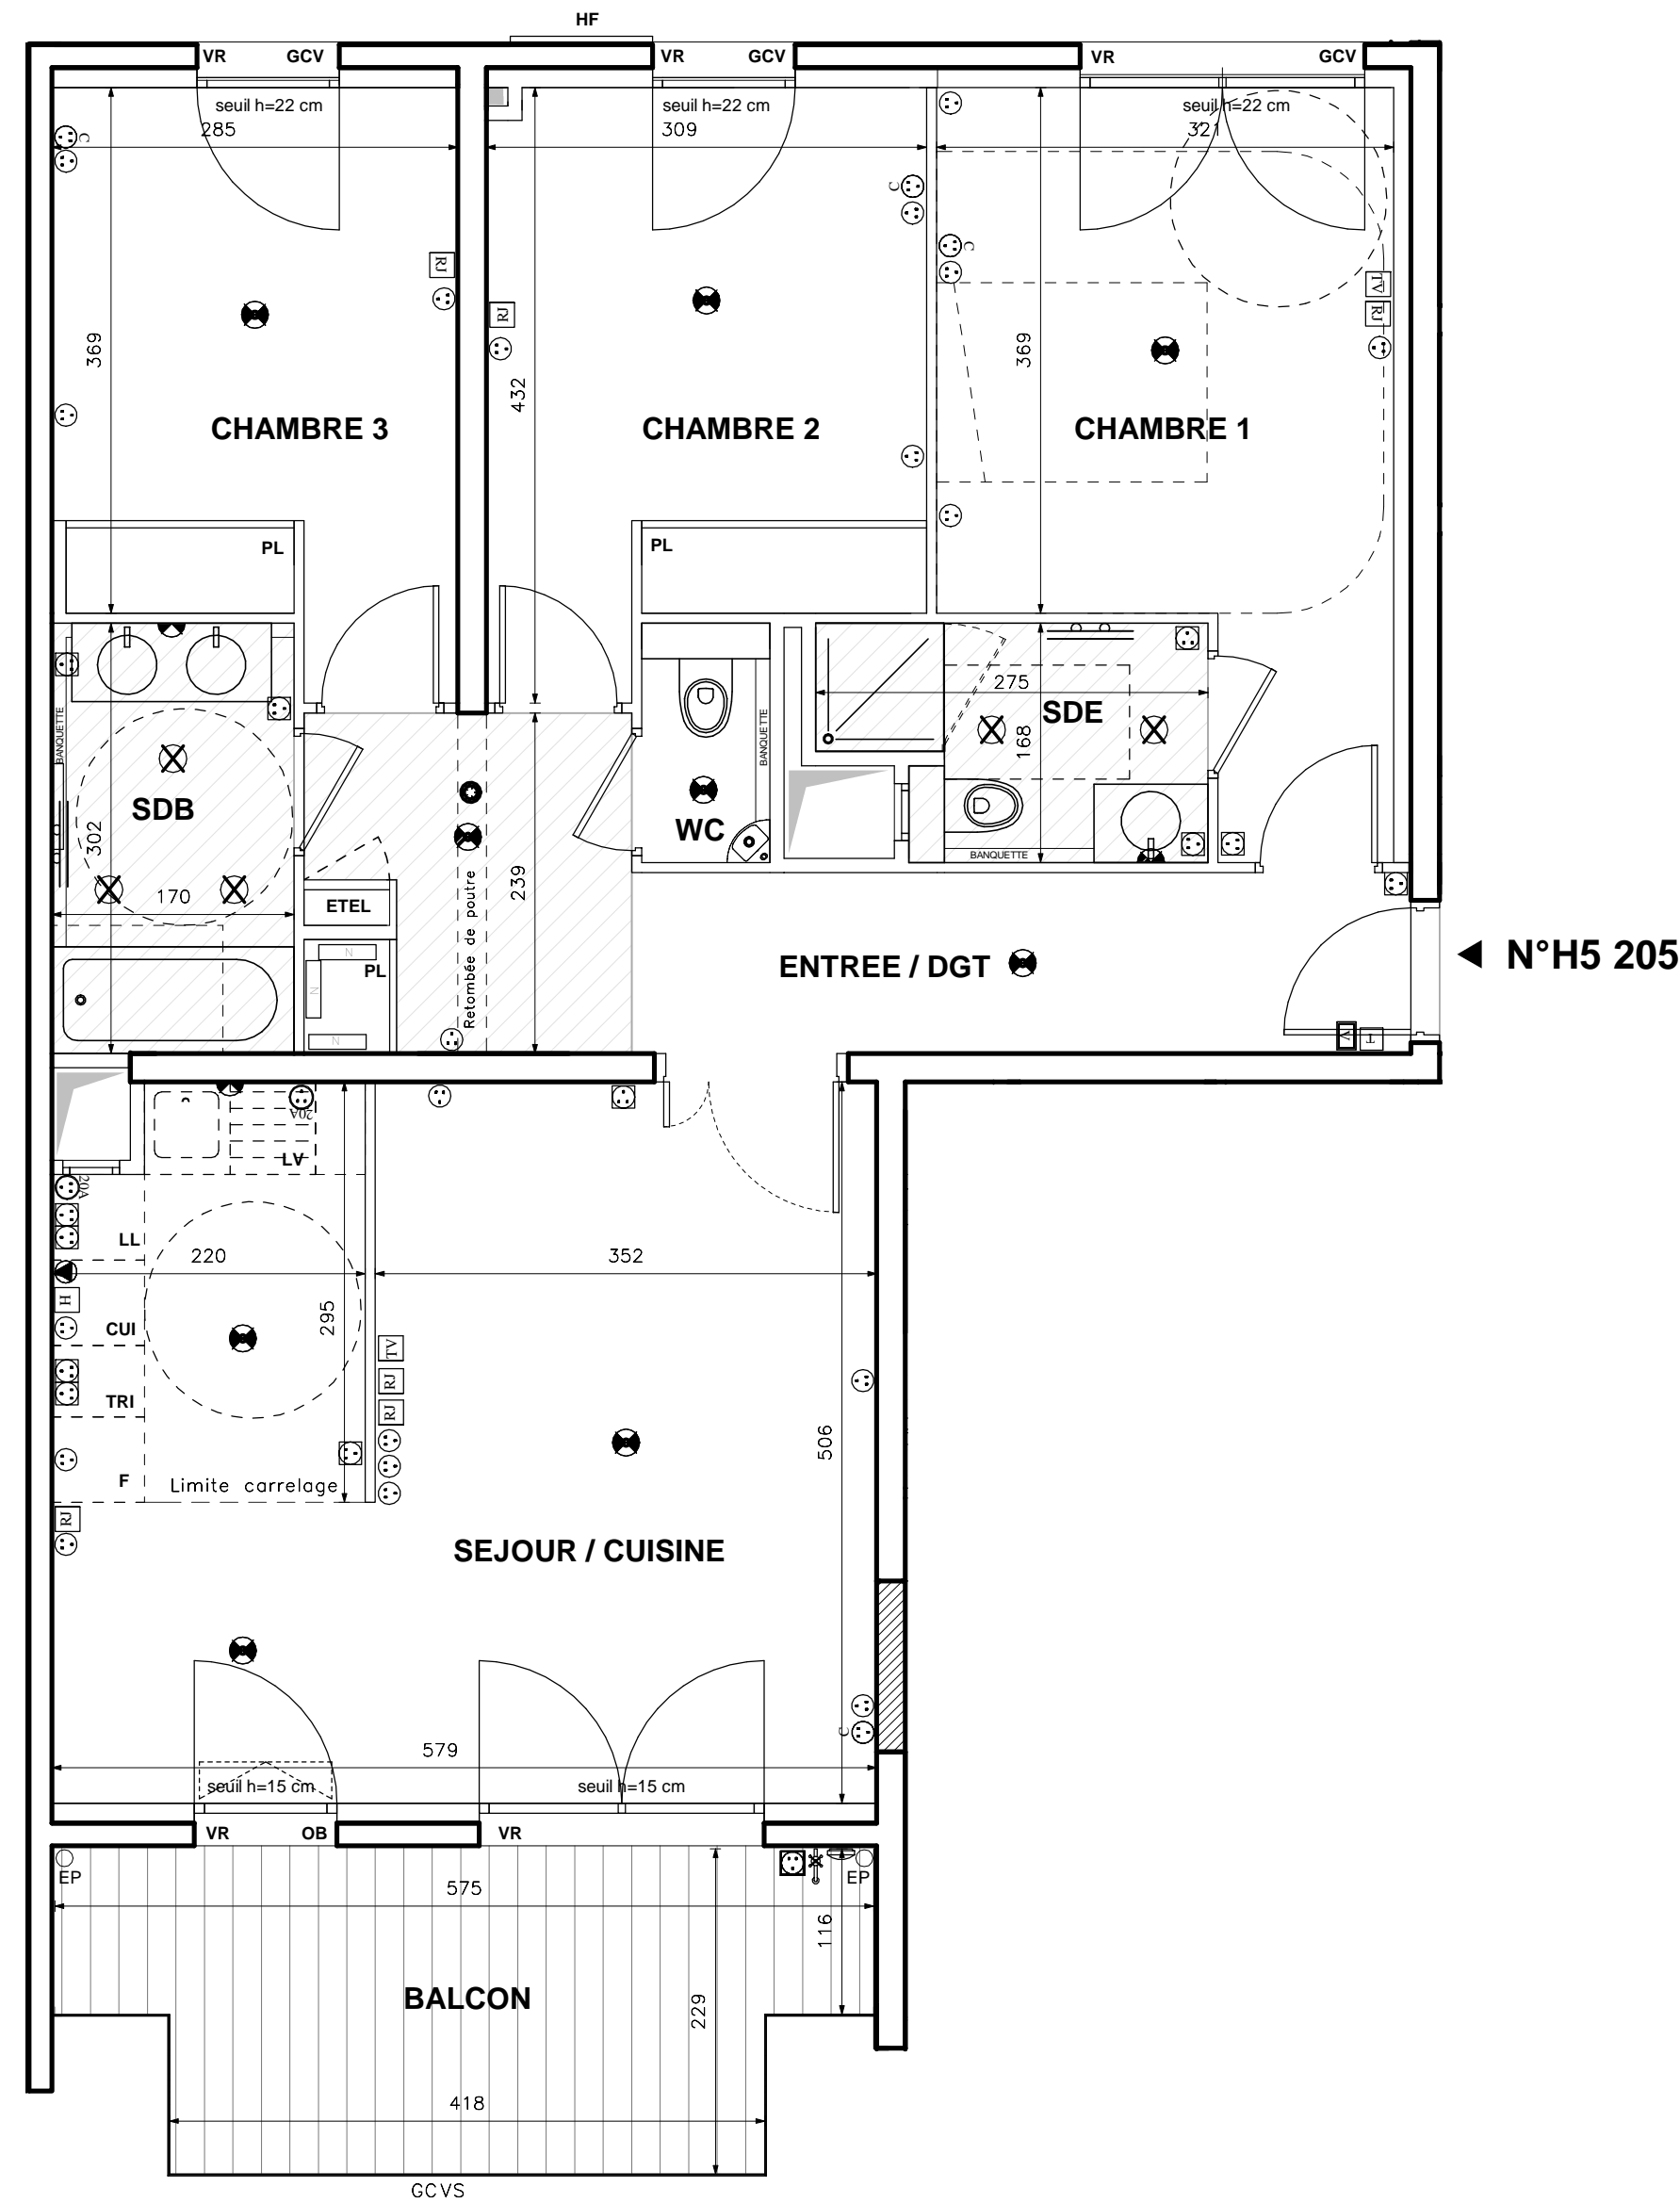 HF
VR GCV
VR GCV
VR GCV
seuil h=22 cm
seuil h=22 cm
seuil h=22 cm
285
309
321
C
C
C
RJ
RJ
TV
RJ
369
432
369
CHAMBRE 3
CHAMBRE 2
CHAMBRE 1
PL
PL
BANQUETTE
BANQUETTE
275
SDE
168
SDB
302
WC
BANQUETTE
170
ETEL
239
Retombée de poutre
N
PL
N
N
ENTREE / DGT
N°H5 205
V
T
20A
LV
20A
LL
220
352
H
295
CUI
TV
RJ
TRI
RJ
506
F
Limite carrelage
RJ
SEJOUR / CUISINE
C
579
seuil h=15 cm
seuil h=15 cm
VR OB
VR
EP
EP
575
116
BALCON
229
418
GCVS